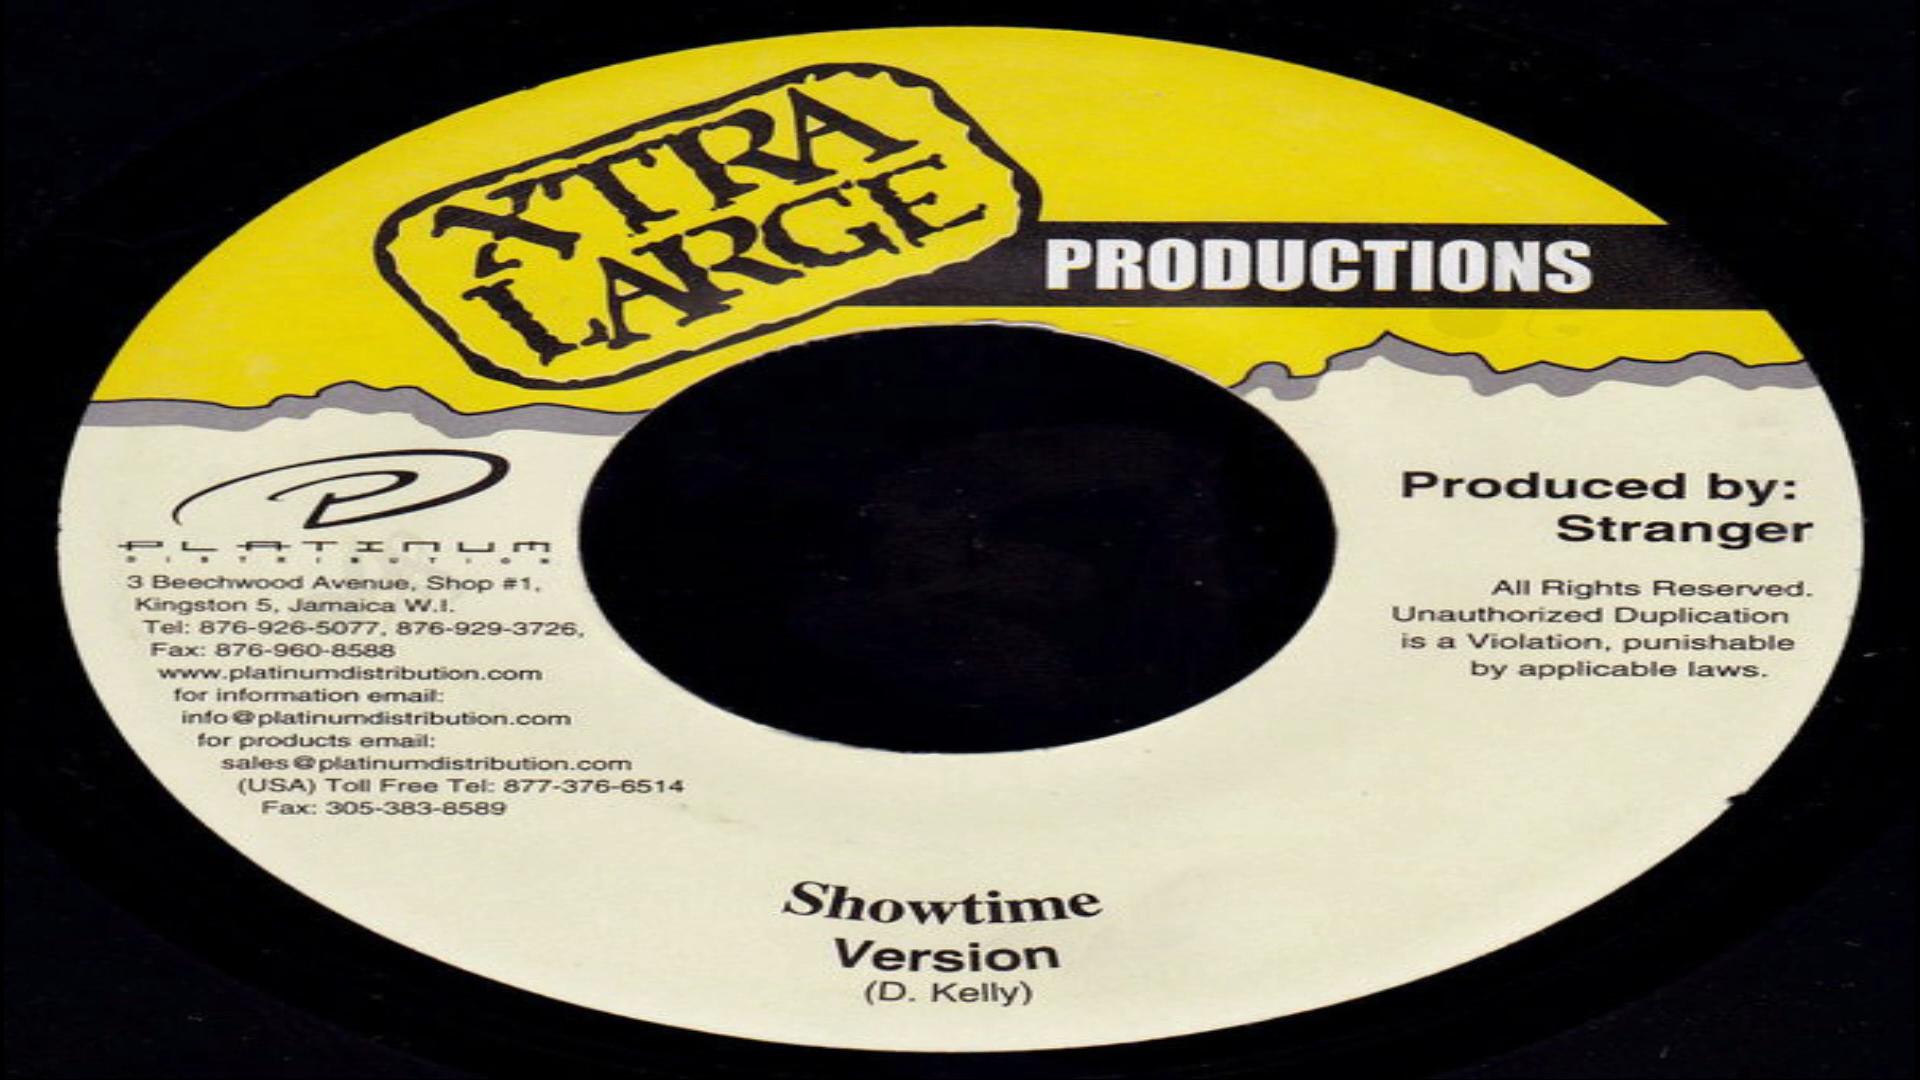 XTRA
LARGE
PRODUCTIONS
PLATINUM
DISTRIBUTION
3 Beechwood Avenue, Shop #1,
Kingston 5, Jamaica W.I.
Tel: 876-926-5077, 876-929-3726,
Fax: 876-960-8588
www.platinumdistribution.com
for information email:
info@platinumdistribution.com
for products email:
sales@platinumdistribution.com
(USA) Toll Free Tel: 877-376-6514
Fax: 305-383-8589
Produced by:
Stranger
All Rights Reserved.
Unauthorized Duplication
is a Violation, punishable
by applicable laws.
Showtime
Version
(D. Kelly)